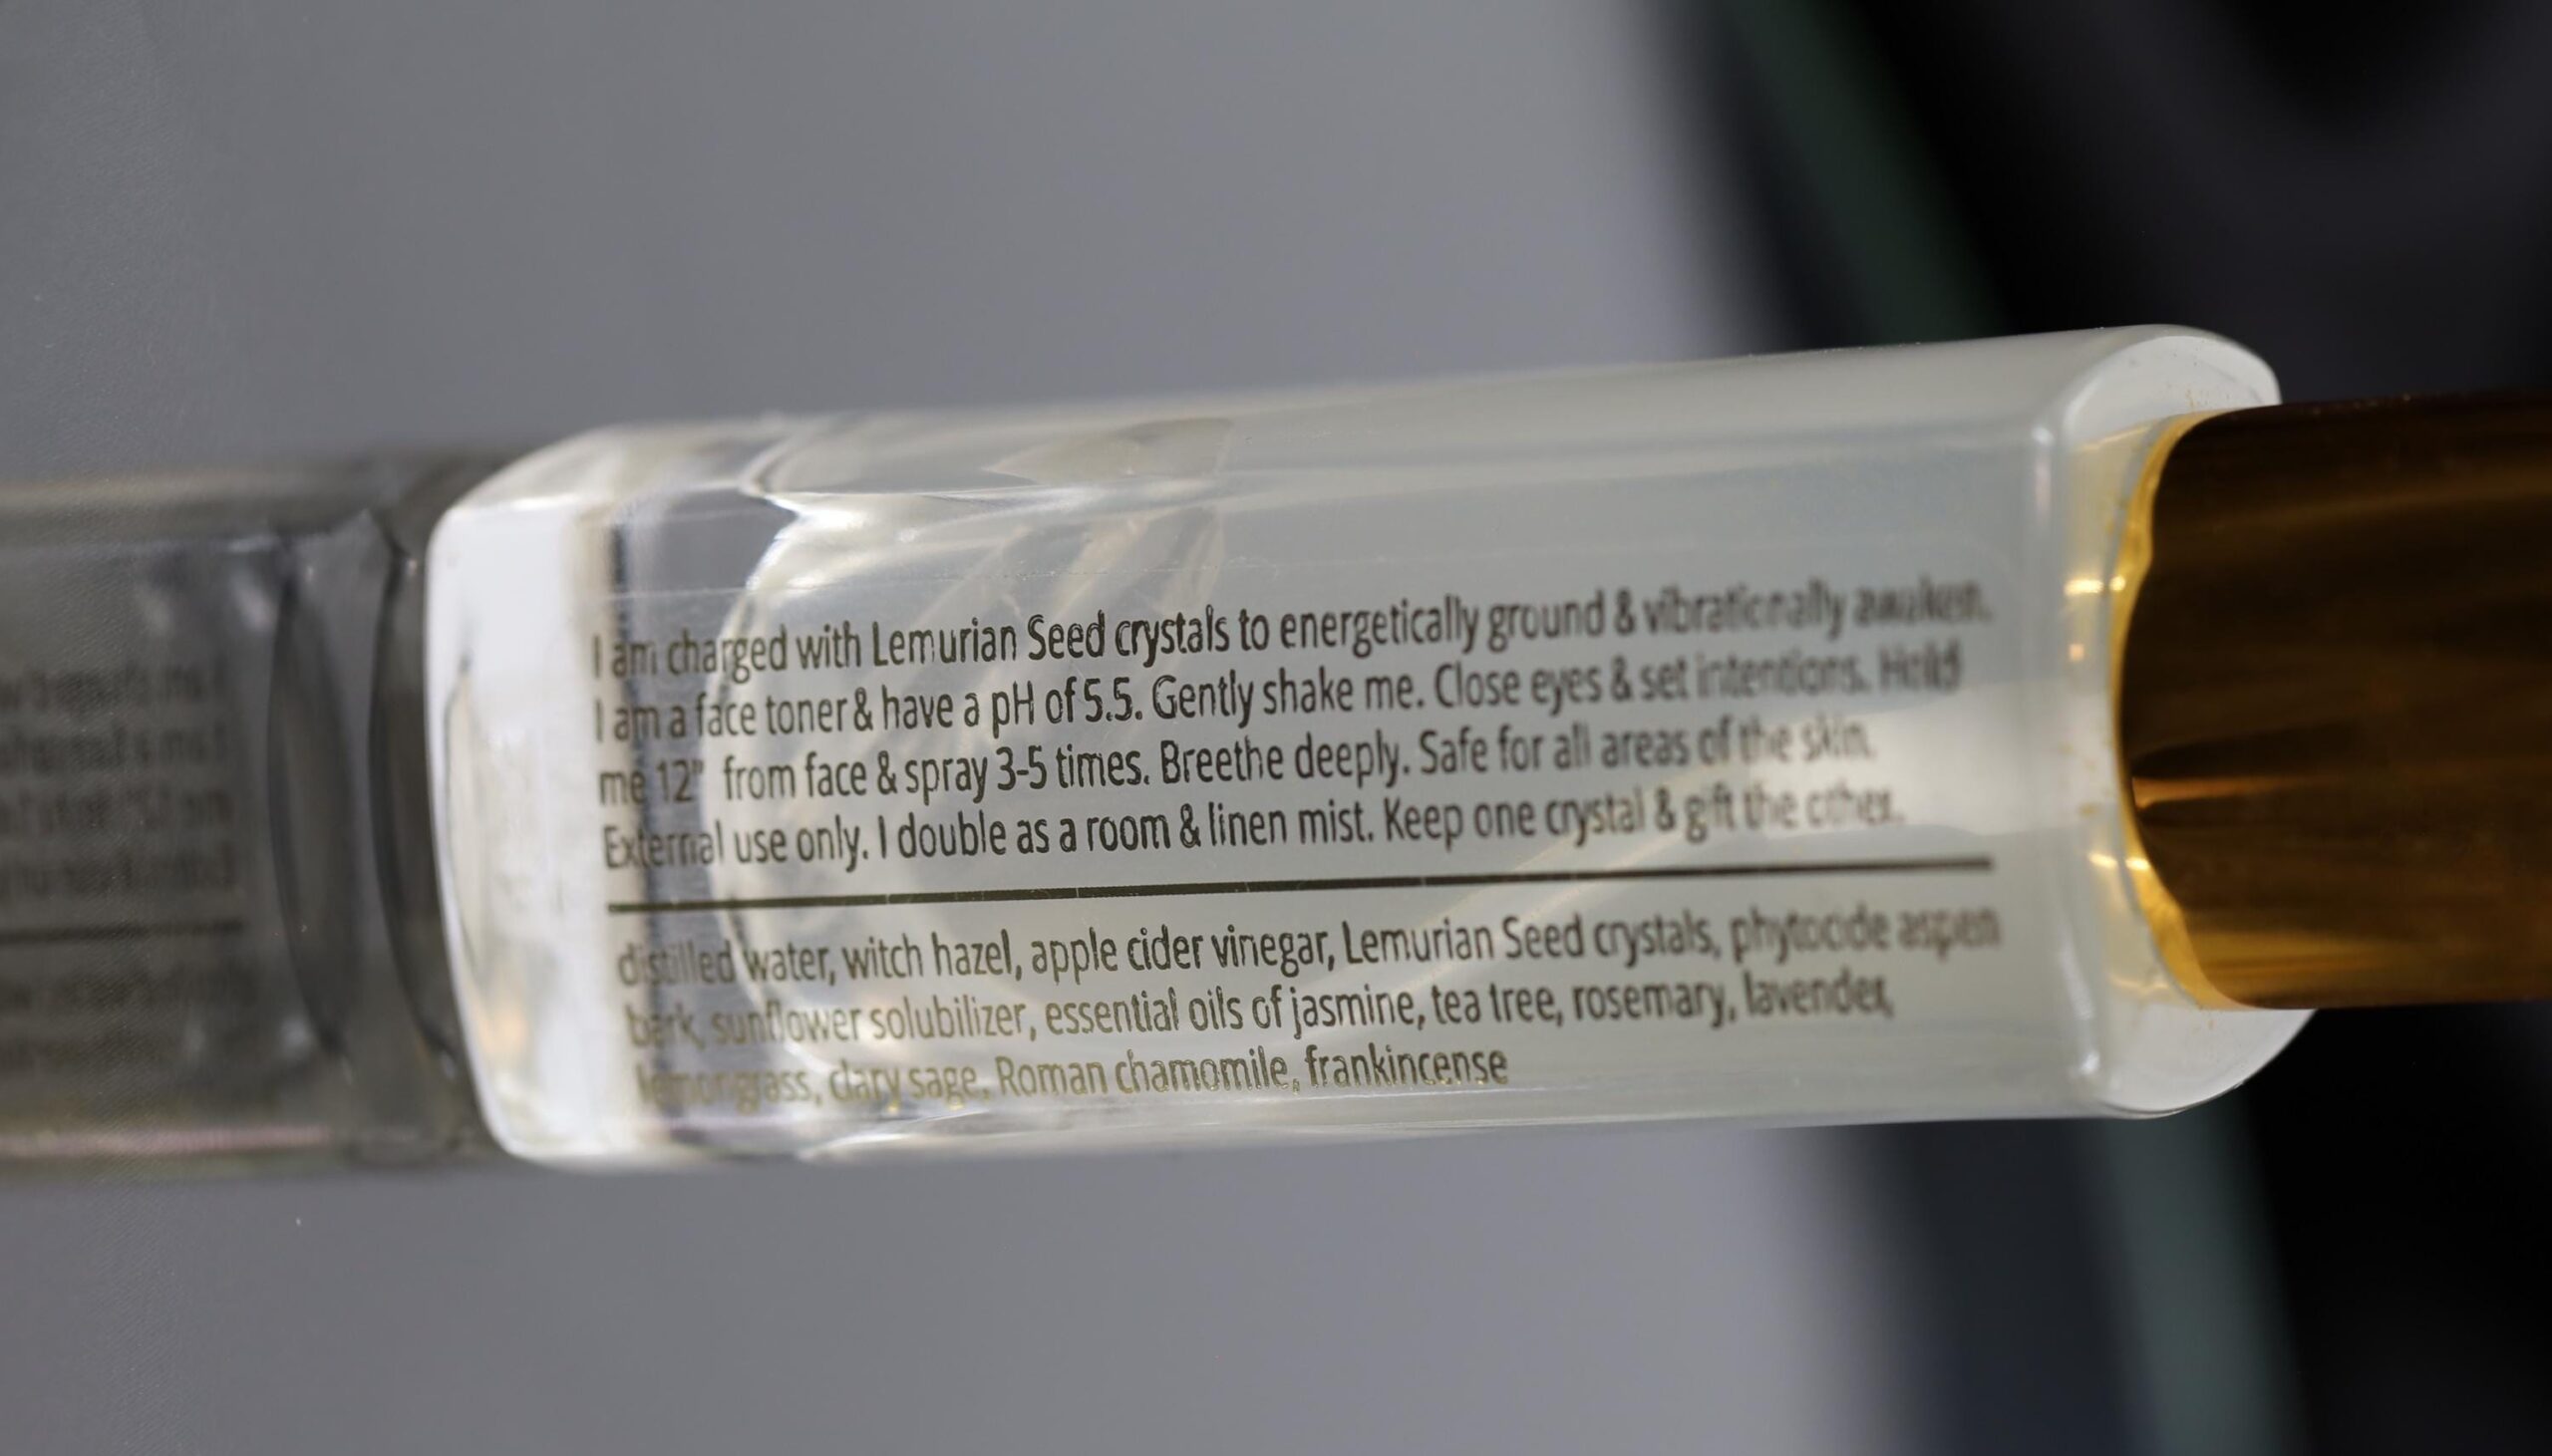 I am charged with Lemurian Seed crystals to energetically ground & vibrationally awaken.
I am a face toner & have a pH of 5.5. Gently shake me. Close eyes & set intentions. Hold
me 12" from face & spray 3-5 times. Breethe deeply. Safe for all areas of the skin.
External use only. I double as a room & linen mist. Keep one crystal & gift the other.
distilled water, witch hazel, apple cider vinegar, Lemurian Seed crystals, phytocide aspen
bark, sunflower solubilizer, essential oils of jasmine, tea tree, rosemary, lavender,
lemongrass, clary sage, Roman chamomile, frankincense